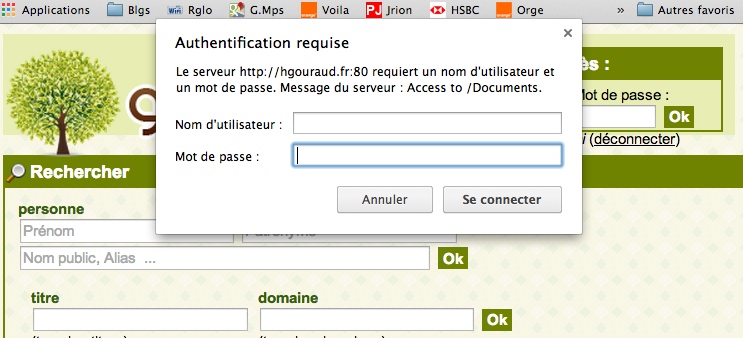 Applications Blgs Rglo G.Mps Voila Jrion HSBC Orge » Autres favoris
Authentification requise
Le serveur http://hgouraud.fr:80 requiert un nom d'utilisateur et
un mot de passe. Message du serveur : Access to /Documents.
ès :
Mot de passe :
Nom d'utilisateur :
Ok
(déconnecter)
Mot de passe :
Annuler
Se connecter
Rechercher
personne
Prénom
Nom public, Alias ...
Ok
titre
domaine
Ok